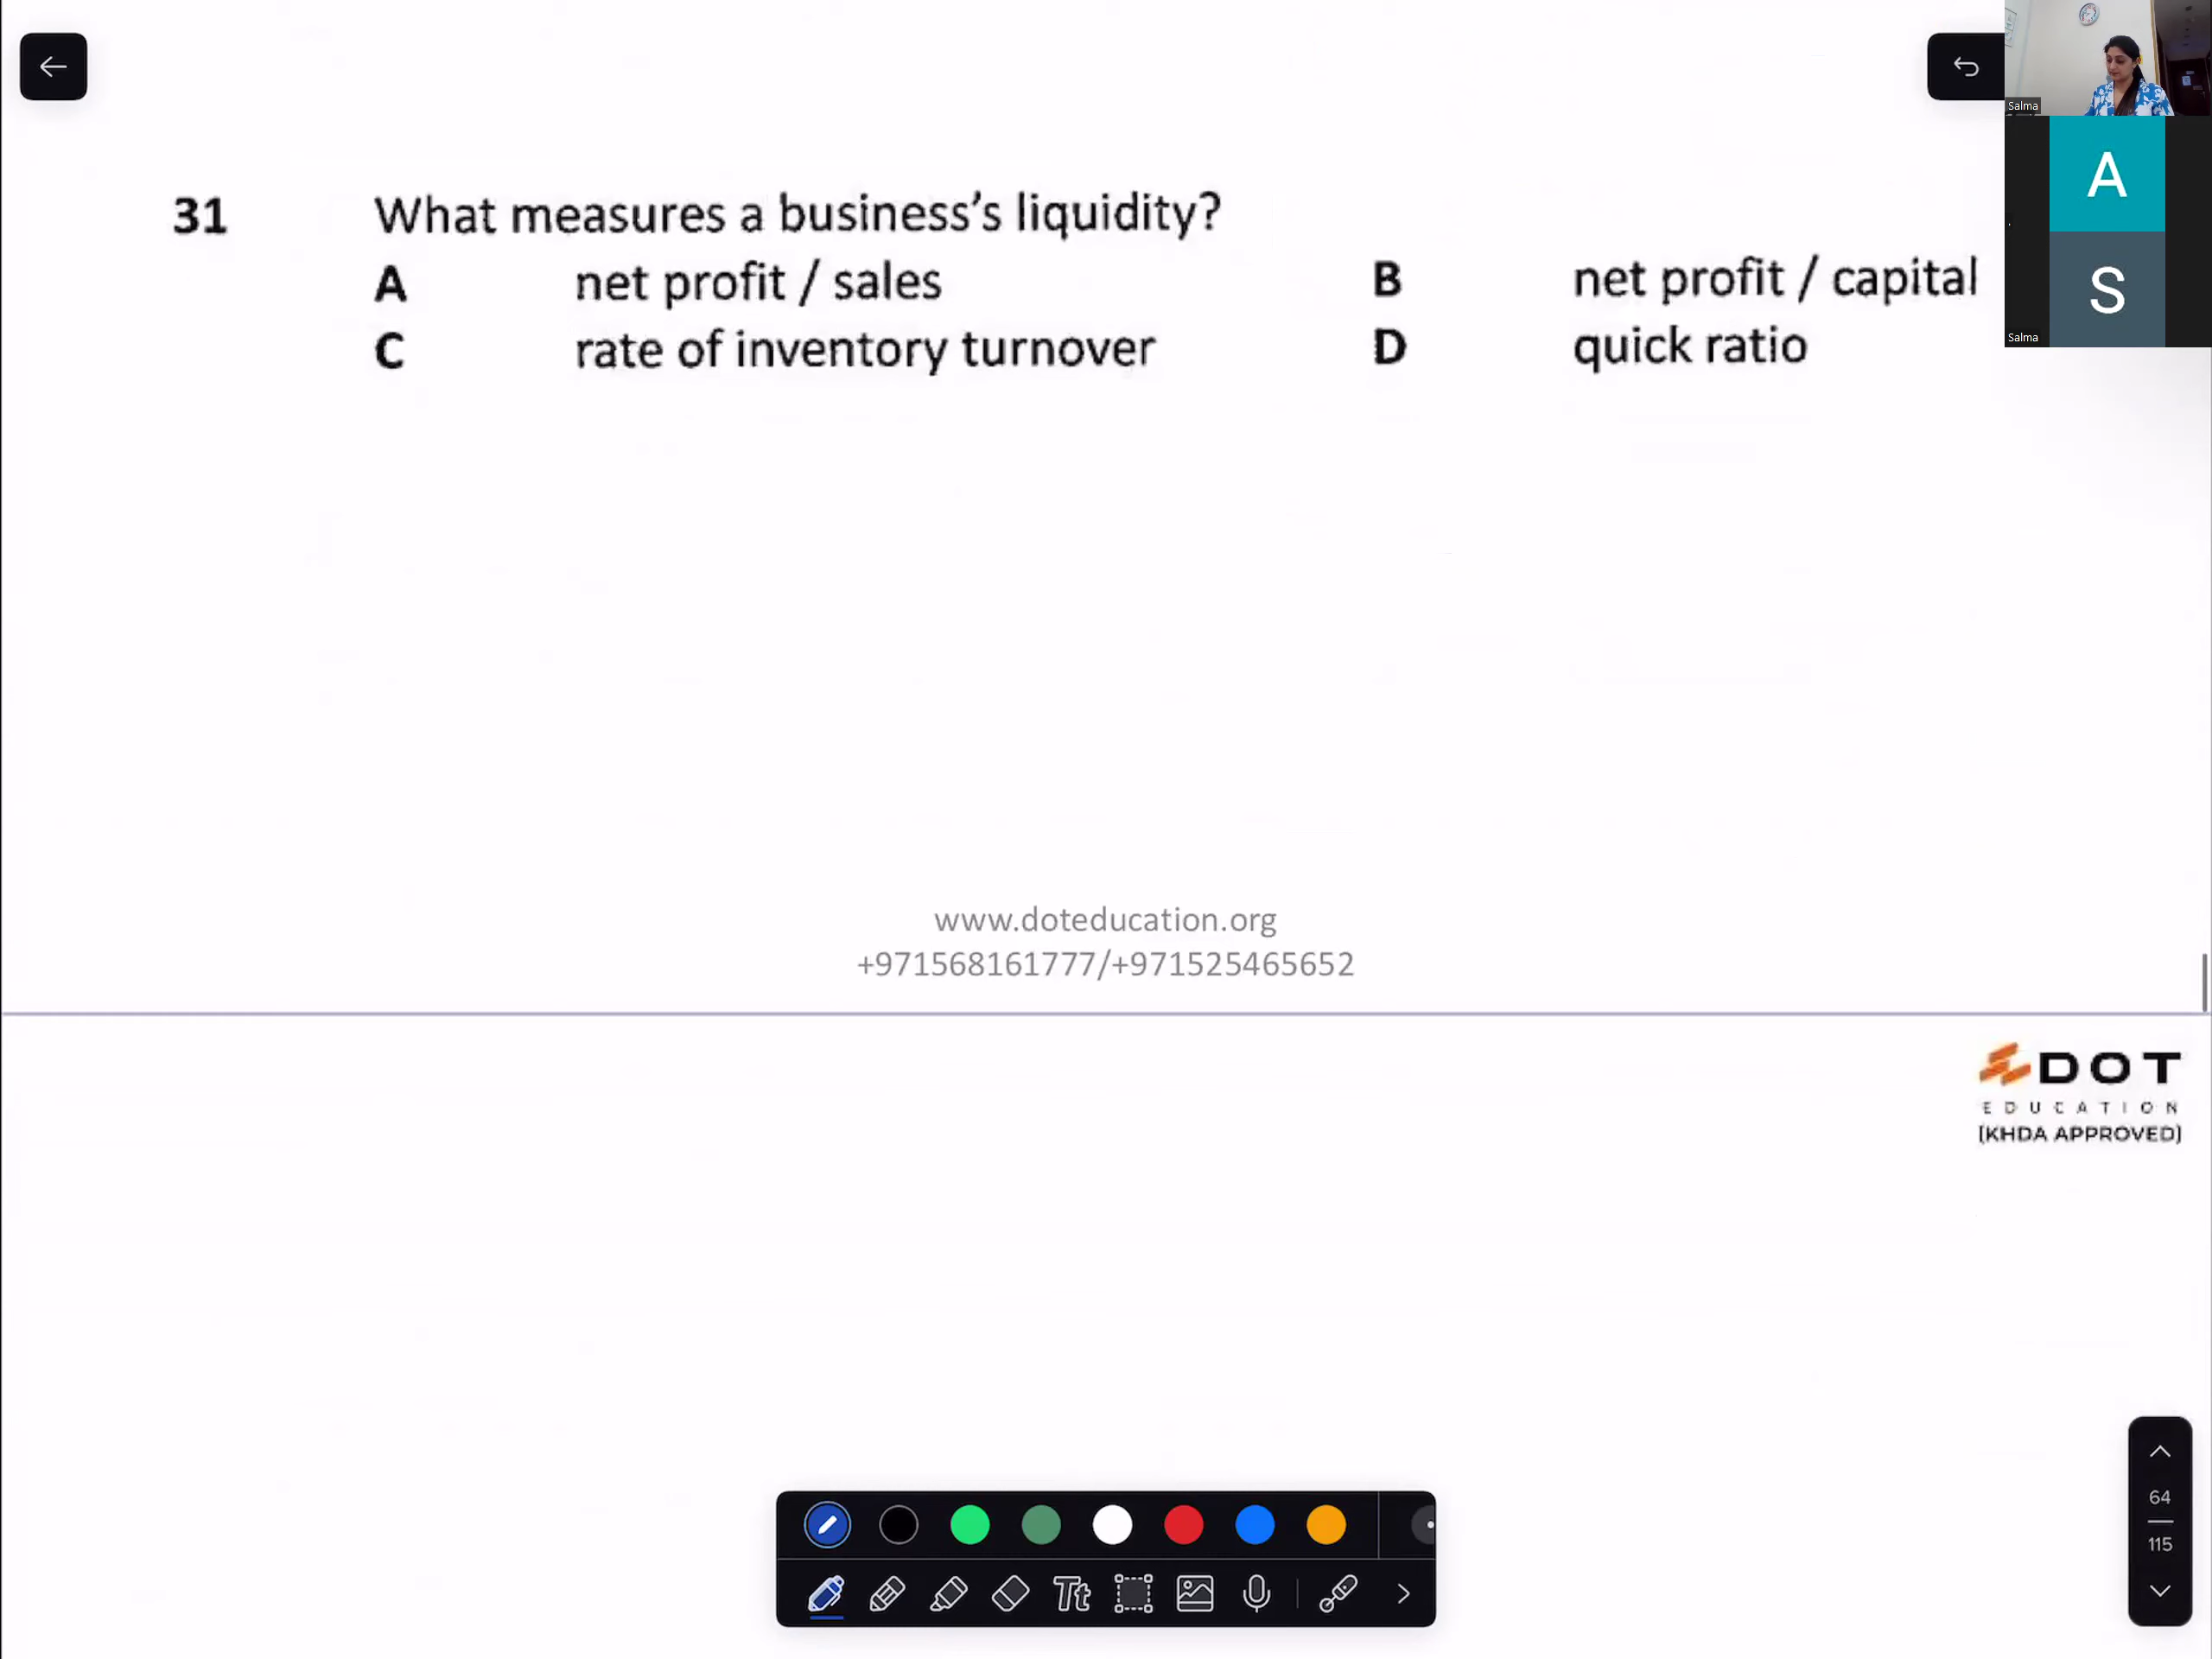 Salma
A
31 What measures a business's liquidity?
A net profit / sales B net profit / capital
C rate of inventory turnover D quick ratio
S
Salma
www.doteducation.org
+971568161777/+971525465652
DOT
EDUCATION
[KHDA APPROVED]
64
115
Tt